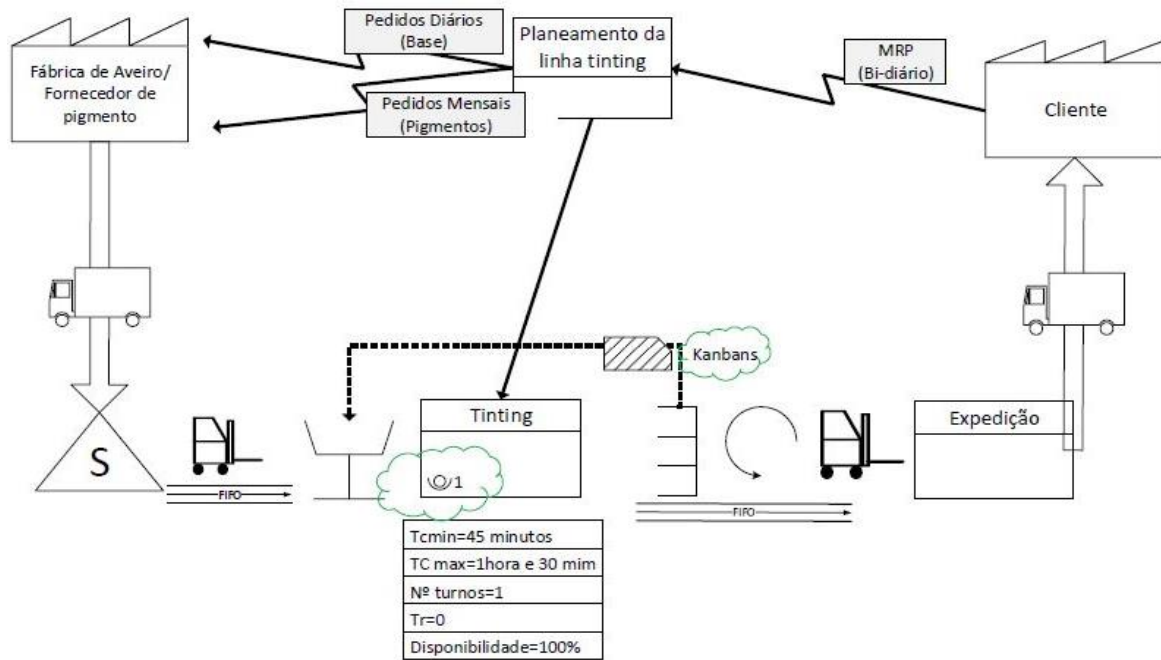 Pedidos Diários
(Base)
Planeamento da
linha tinting
MRP
(Bi-diário)
Fábrica de Aveiro/
Fornecedor de
pigmento
Pedidos Mensais
(Pigmentos)
Cliente
Kanbans
Tinting
Expedição
S
1
FIFO
FIFO
Tcmin=45 minutos
TC max=1hora e 30 mim
Nº turnos=1
Tr=0
Disponibilidade=100%